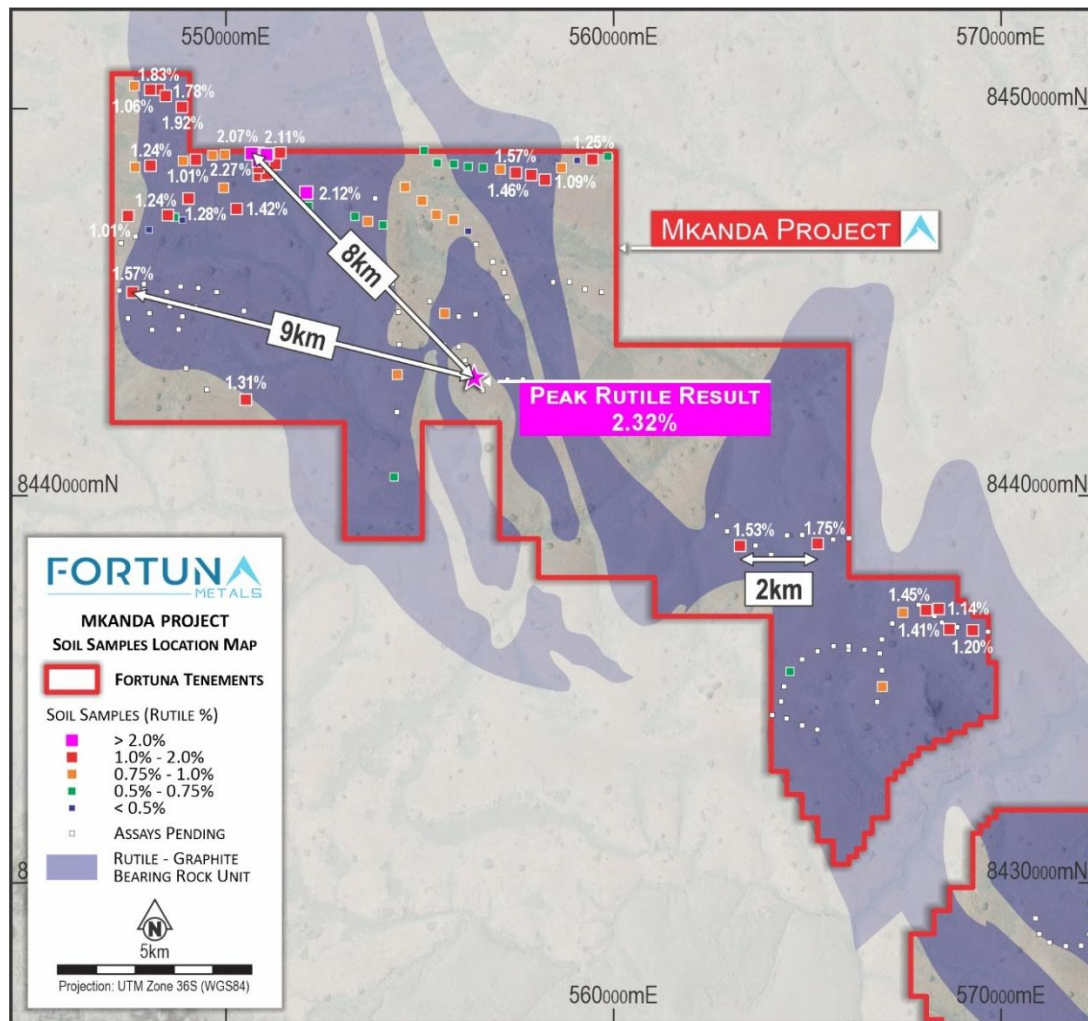 550000mE
560000mE
570000mE
8450000mN
1.83%
1.78%
1.06%
1.92%
2.07%
2.11%
1.25%
1.24%
1.57%
1.01%
2.27%
1.46%
1.09%
2.12%
1.24%
1.28%
1.42%
1.01%
MKANDA PROJECT
8km
1.57%
9km
PEAK RUTILE RESULT
2.32%
1.31%
8440000mN
8440000mN
1.53%
1.75%
2km
1.45%
1.14%
1.41%
1.20%
FORTUNA
METALS
MKANDA PROJECT
SOIL SAMPLES LOCATION MAP
FORTUNA TENEMENTS
SOIL SAMPLES (RUTILE %)
> 2.0%
1.0% - 2.0%
0.75% - 1.0%
0.5% - 0.75%
< 0.5%
ASSAYS PENDING
RUTILE - GRAPHITE
BEARING ROCK UNIT
N
5km
Projection: UTM Zone 36S (WGS84)
8
8430000mN
560000mE
570000mE